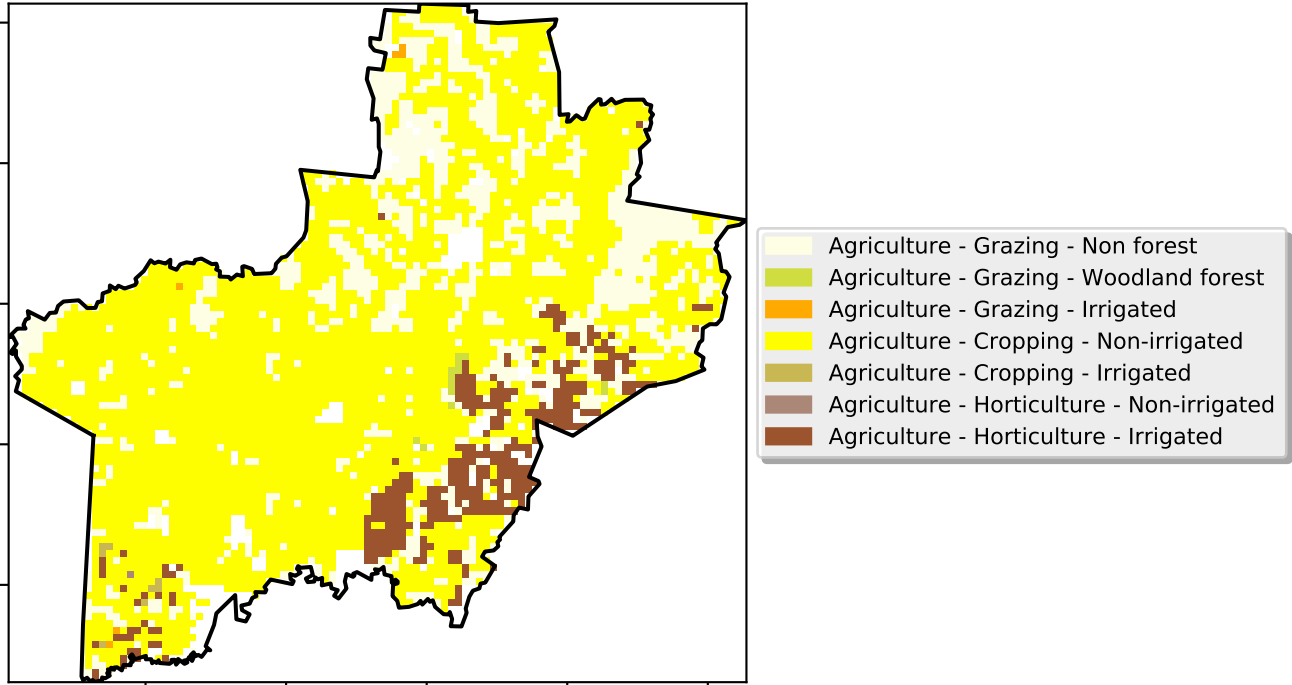 Agriculture - Grazing - Non forest
Agriculture - Grazing - Woodland forest
Agriculture - Grazing - Irrigated
Agriculture - Cropping - Non-irrigated
Agriculture - Cropping - Irrigated
Agriculture - Horticulture - Non-irrigated
Agriculture - Horticulture - Irrigated